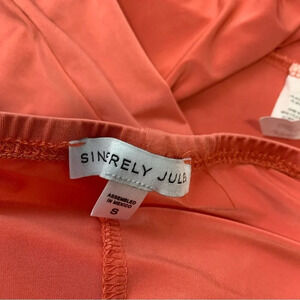 SINCERELY JULES
ASSEMBLED
IN MEXICO
S